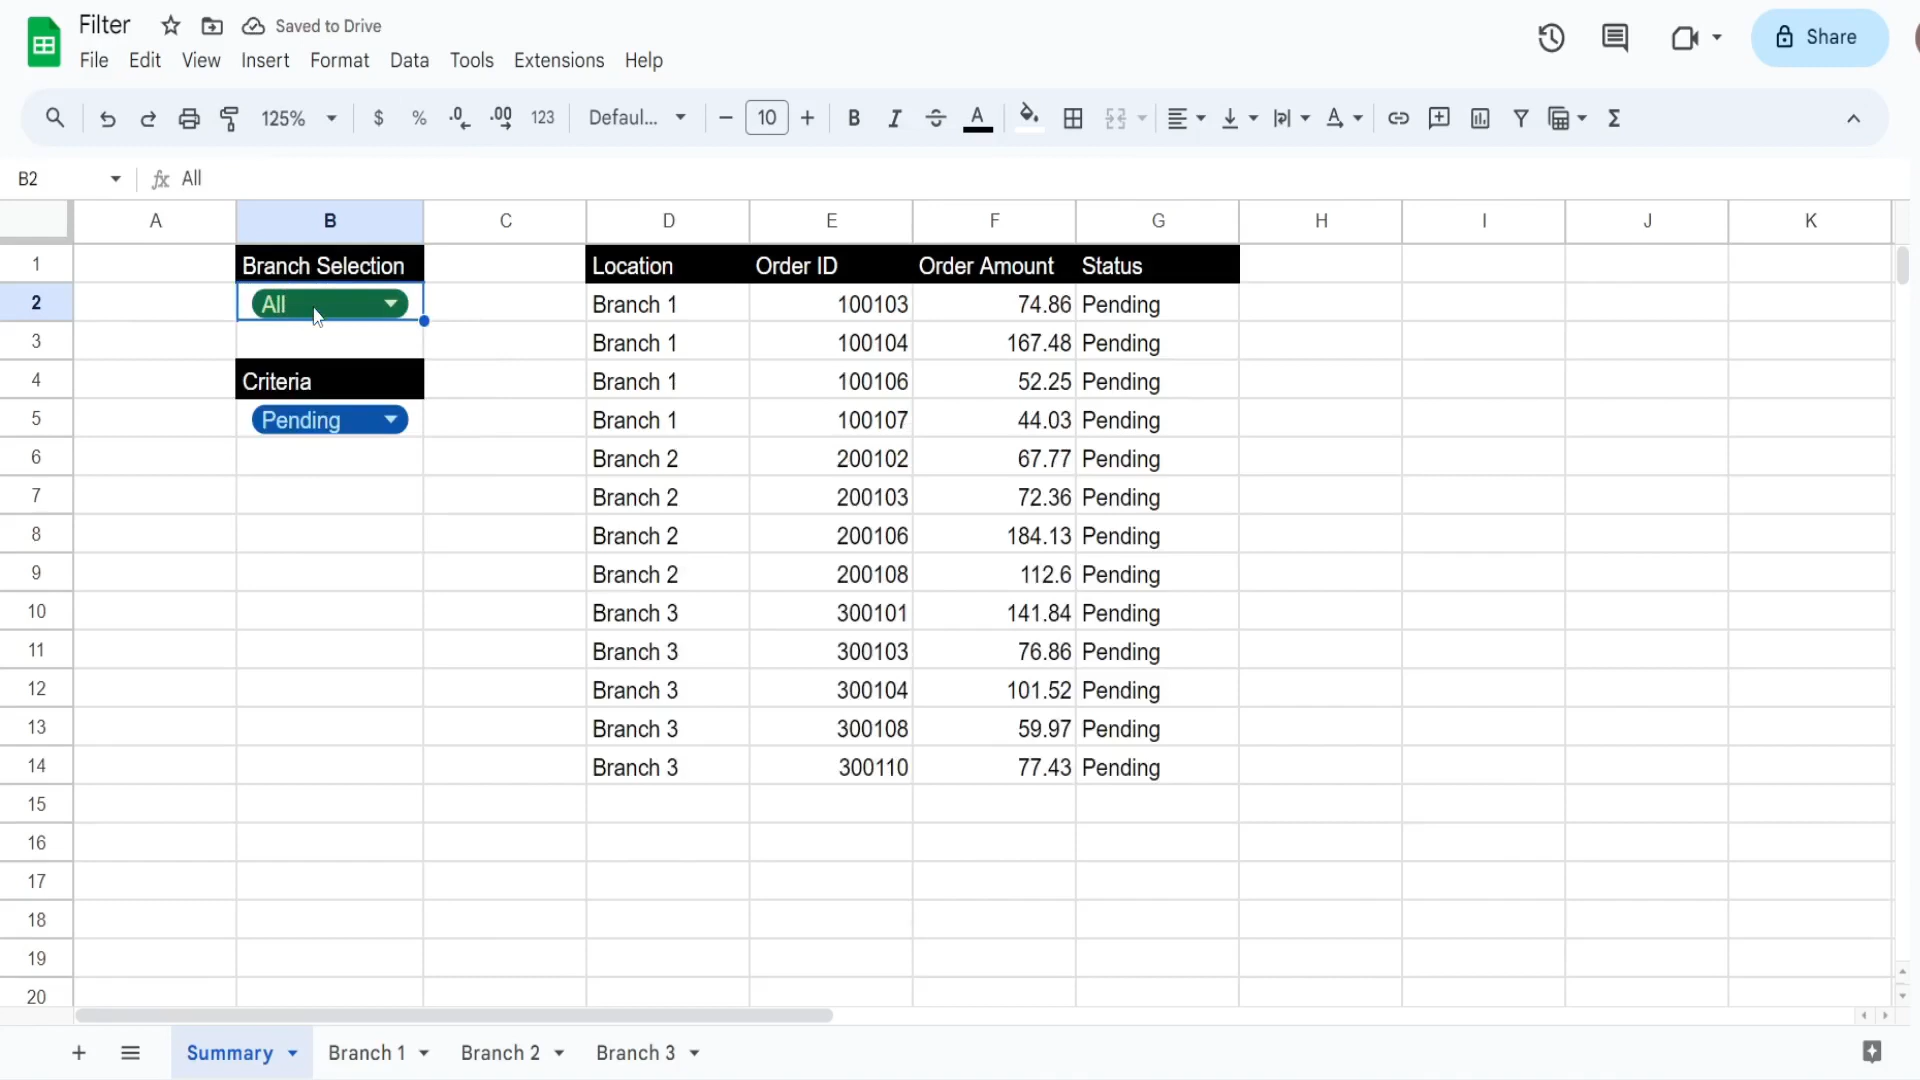 Filter Saved to Drive
File Edit View Insert Format Data Tools Extensions Help
Share
125% $ % .0 .00 123 Defaul... 10 B I A Σ
B2 fx All
A B C D E F G H I J K
1 Branch Selection Location Order ID Order Amount Status
2 All Branch 1 100103 74.86 Pending
3 Branch 1 100104 167.48 Pending
4 Criteria Branch 1 100106 52.25 Pending
5 Pending Branch 1 100107 44.03 Pending
6 Branch 2 200102 67.77 Pending
7 Branch 2 200103 72.36 Pending
8 Branch 2 200106 184.13 Pending
9 Branch 2 200108 112.6 Pending
10 Branch 3 300101 141.84 Pending
11 Branch 3 300103 76.86 Pending
12 Branch 3 300104 101.52 Pending
13 Branch 3 300108 59.97 Pending
14 Branch 3 300110 77.43 Pending
15
16
17
18
19
20
Summary Branch 1 Branch 2 Branch 3